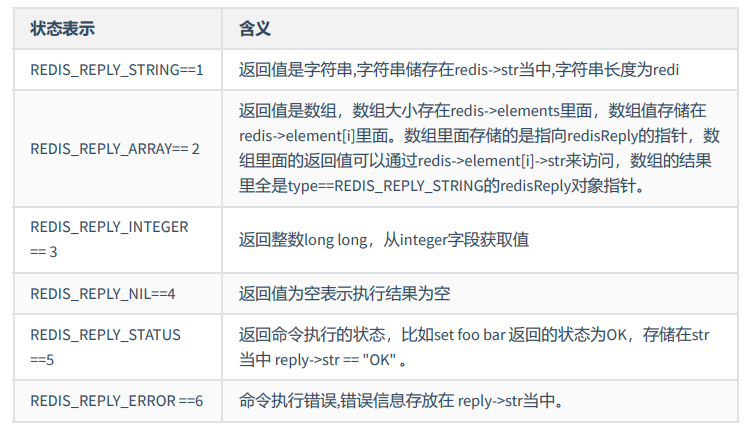 状态表示 含义
REDIS_REPLY_STRING==1 返回值是字符串,字符串储存在redis->str当中,字符串长度为redi
REDIS_REPLY_ARRAY== 2
返回值是数组，数组大小存在redis->elements里面，数组值存储在
redis->element[i]里面。数组里面存储的是指向redisReply的指针，数
组里面的返回值可以通过redis->element[i]->str来访问，数组的结果
里全是type==REDIS_REPLY_STRING的redisReply对象指针。
REDIS_REPLY_INTEGER
== 3
返回整数long long，从integer字段获取值
REDIS_REPLY_NIL==4 返回值为空表示执行结果为空
REDIS_REPLY_STATUS
==5
返回命令执行的状态，比如set foo bar 返回的状态为OK，存储在str
当中 reply->str == "OK" 。
REDIS_REPLY_ERROR ==6 命令执行错误,错误信息存放在 reply->str当中。